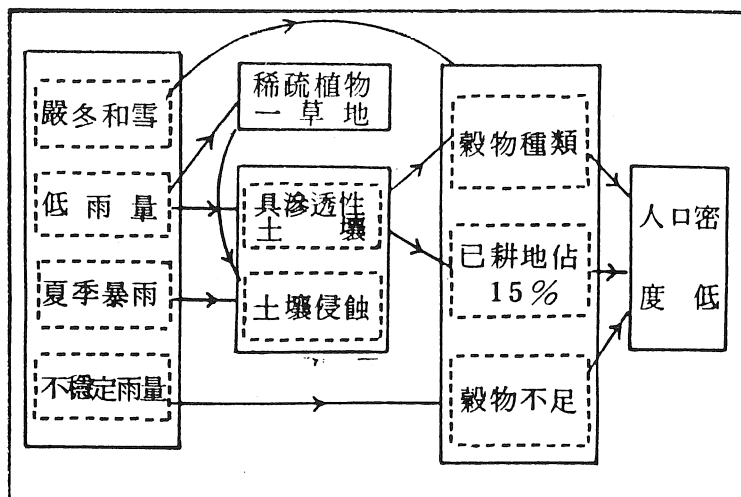 嚴冬和雪
低雨量
夏季暴雨
不穩定雨量
稀疏植物
一草地
具滲透性
土壤
土壤侵蝕
穀物種類
已耕地佔
15%
穀物不足
人口密
度低